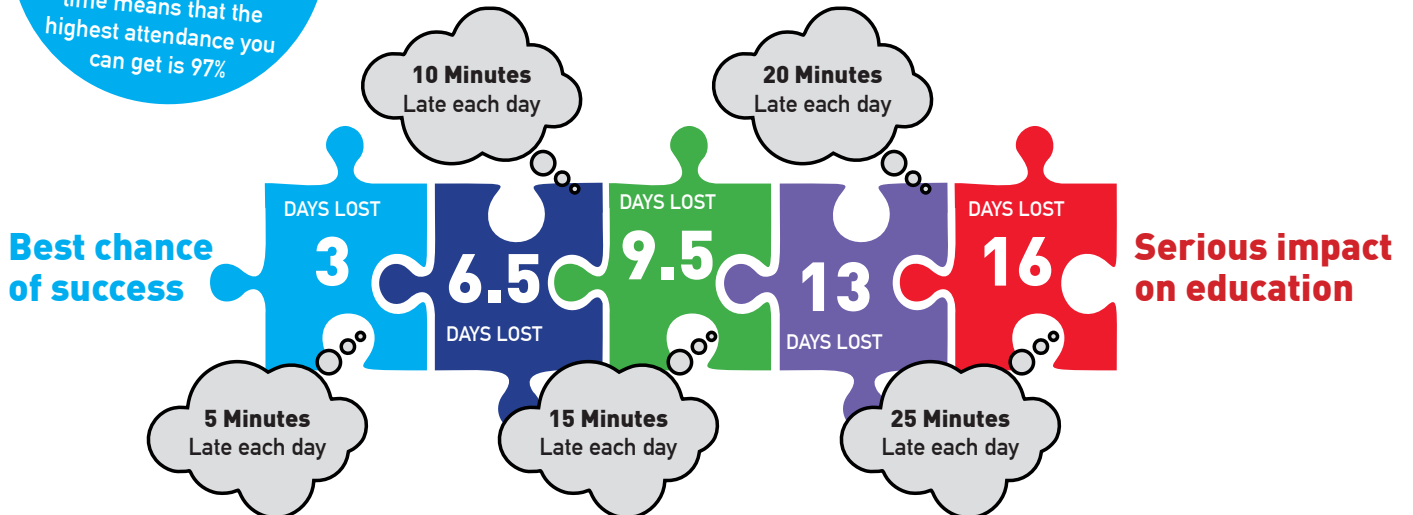 time means that the
highest attendance you
can get is 97%
10 Minutes
Late each day
20 Minutes
Late each day
Best chance
of success
DAYS LOST
3
6.5
DAYS LOST
DAYS LOST
9.5
13
DAYS LOST
DAYS LOST
16
Serious impact
on education
5 Minutes
Late each day
15 Minutes
Late each day
25 Minutes
Late each day